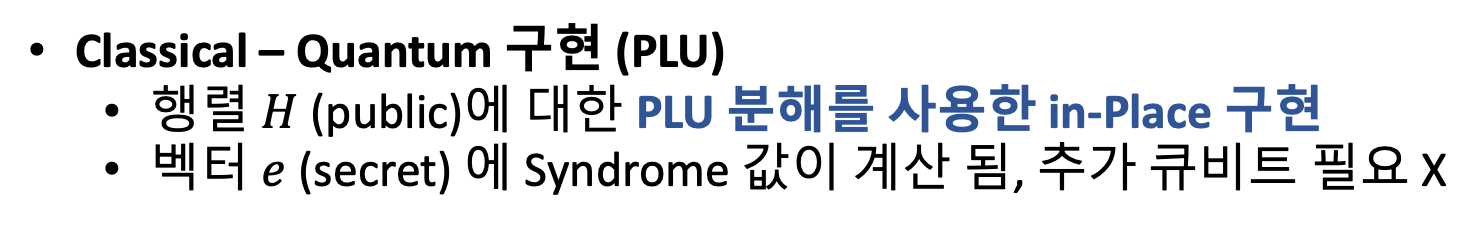 • Classical – Quantum 구현 (PLU)
• 행렬 𝐻 (public)에 대한 PLU 분해를 사용한 in-Place 구현
• 벡터 𝑒 (secret) 에 Syndrome 값이 계산 됨, 추가 큐비트 필요 X